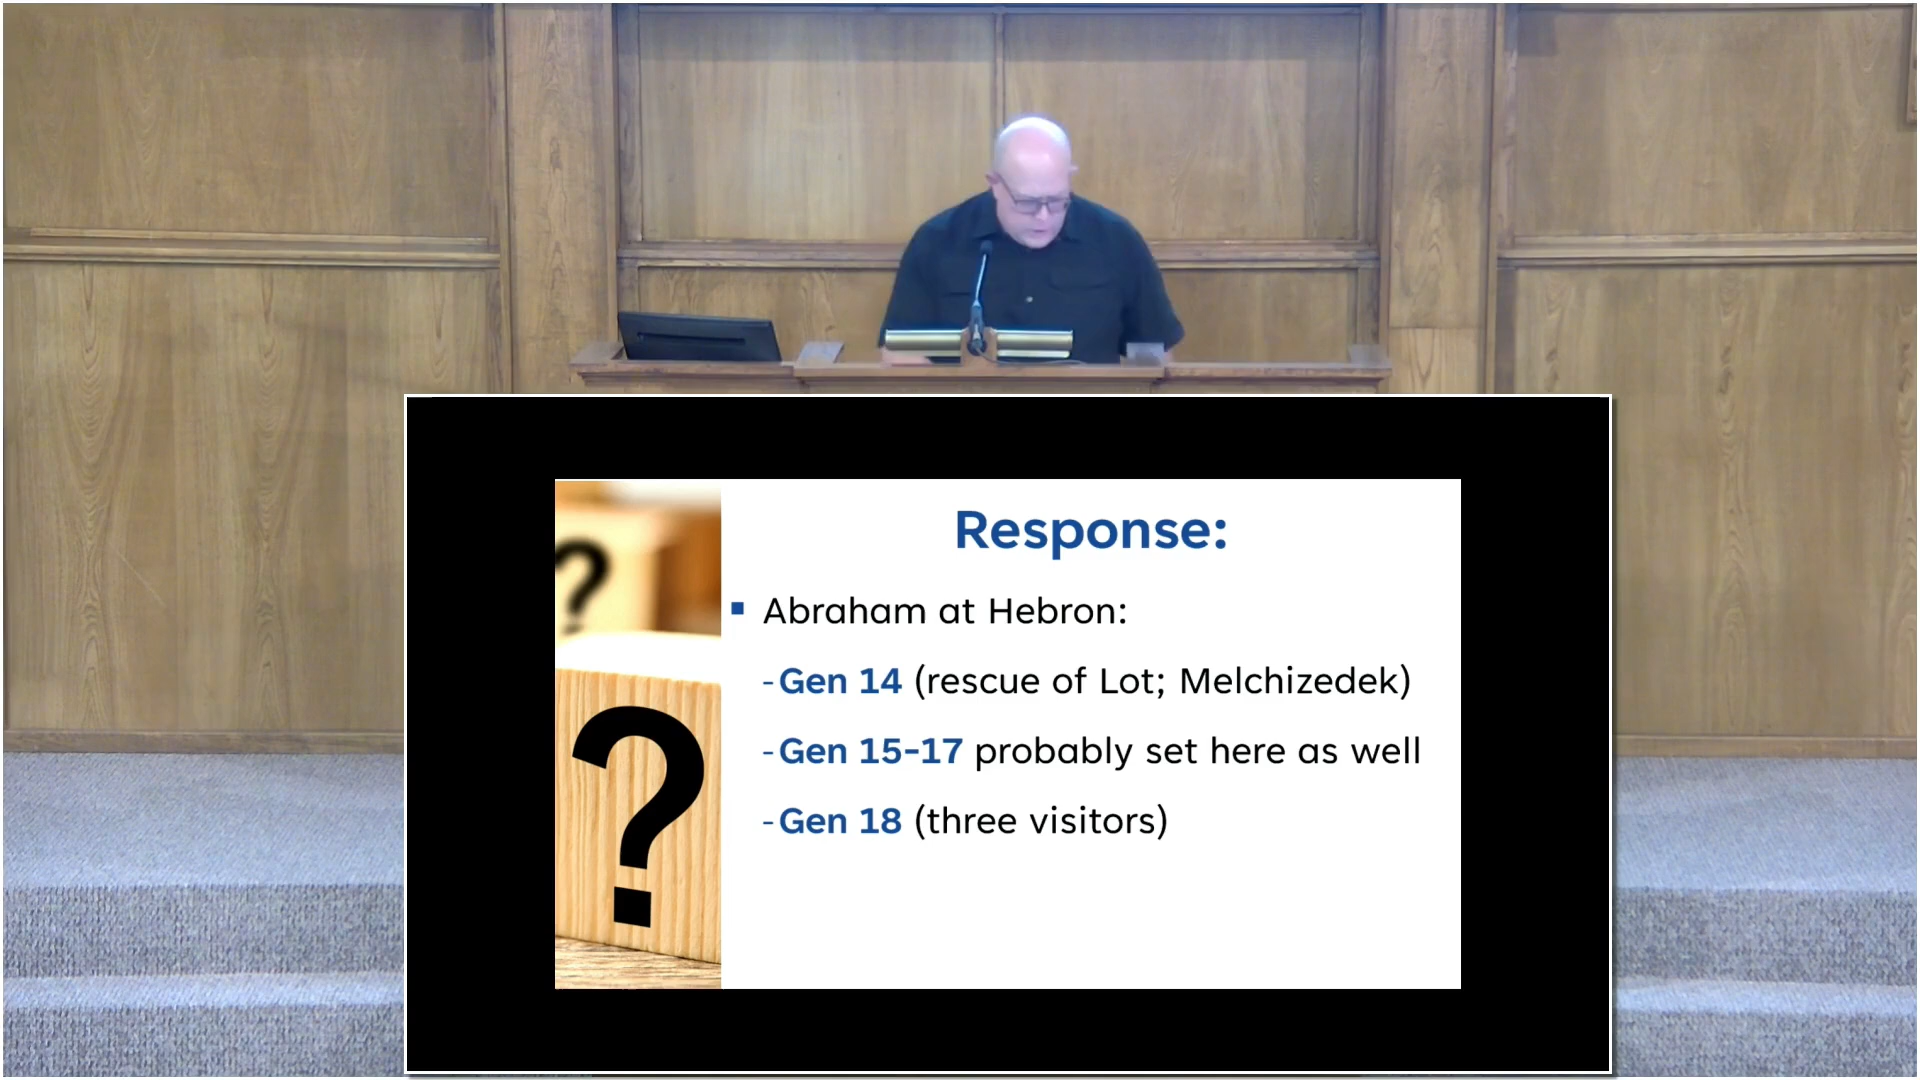 Response:
▪ Abraham at Hebron:
-Gen 14 (rescue of Lot; Melchizedek)
-Gen 15-17 probably set here as well
-Gen 18 (three visitors)
?
?